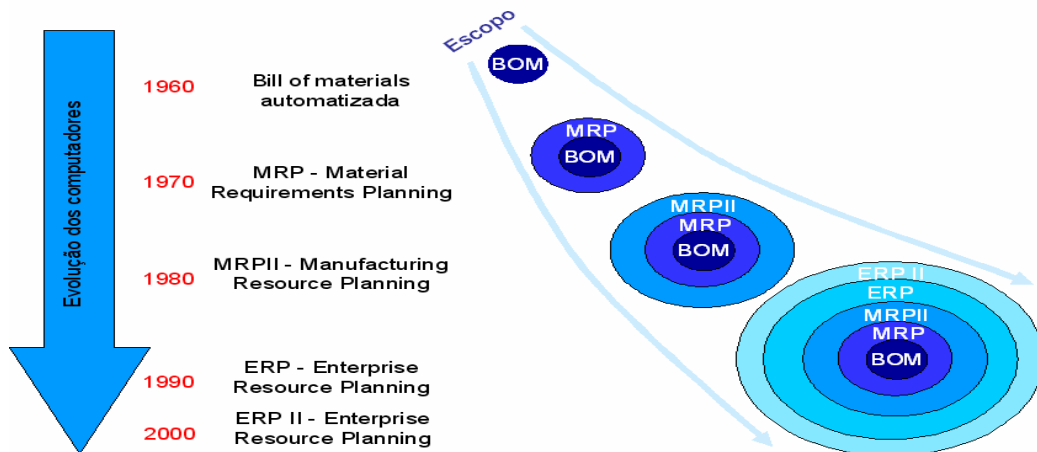 Evolução dos computadores
1960
Bill of materials
automatizada
1970
MRP - Material
Requirements Planning
1980
MRPII - Manufacturing
Resource Planning
1990
ERP - Enterprise
Resource Planning
2000
ERP II - Enterprise
Resource Planning
Escopo
BOM
MRP
BOM
MRPII
MRP
BOM
ERP II
ERP
MRPII
MRP
BOM